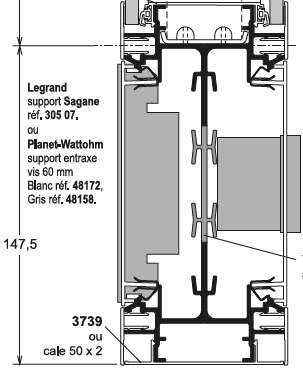 Legrand
support Sagane
réf. 305 07,
ou
Planet-Wattohm
support entraxe
vis 60 mm
Blanc réf. 48172,
Gris réf. 48158.
147,5
3739
ou
cale 50 x 2